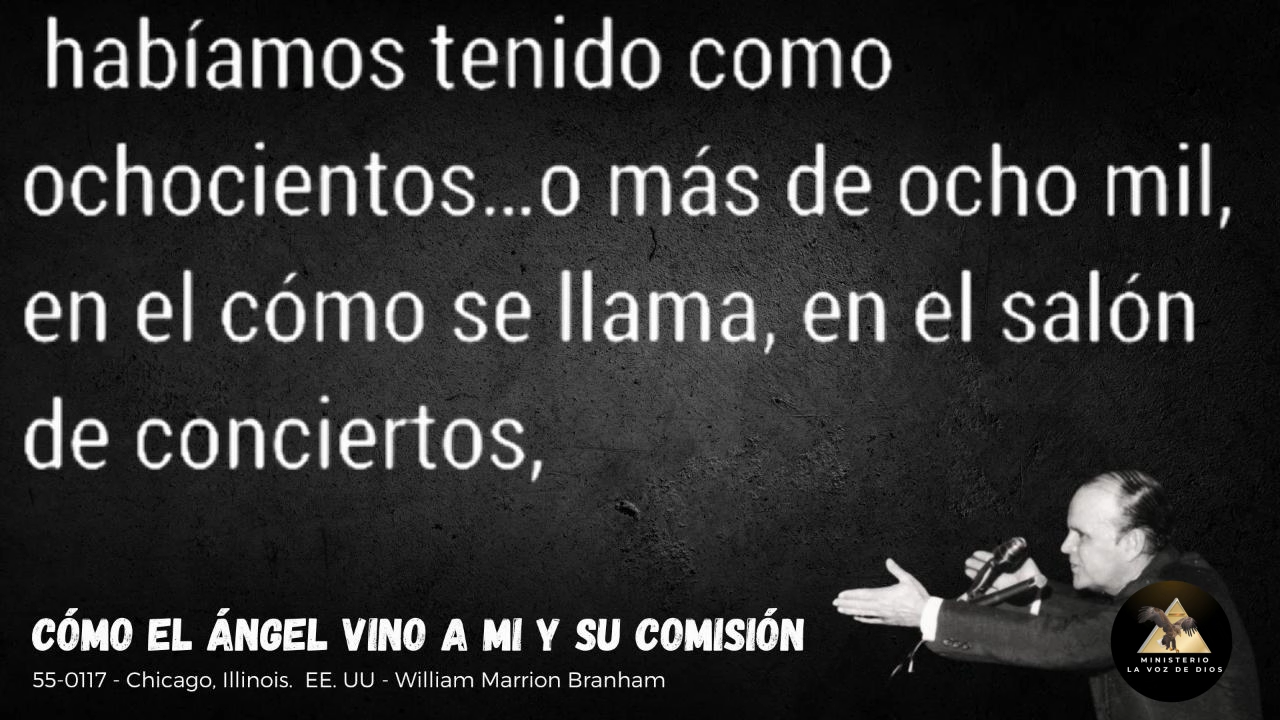 habíamos tenido como
ochocientos...o más de ocho mil,
en el cómo se llama, en el salón
de conciertos,
CÓMO EL ÁNGEL VINO A MI Y SU COMISIÓN
55-0117 - Chicago, Illinois. EE. UU - William Marrion Branham
MINISTERIO
LA VOZ DE DIOS